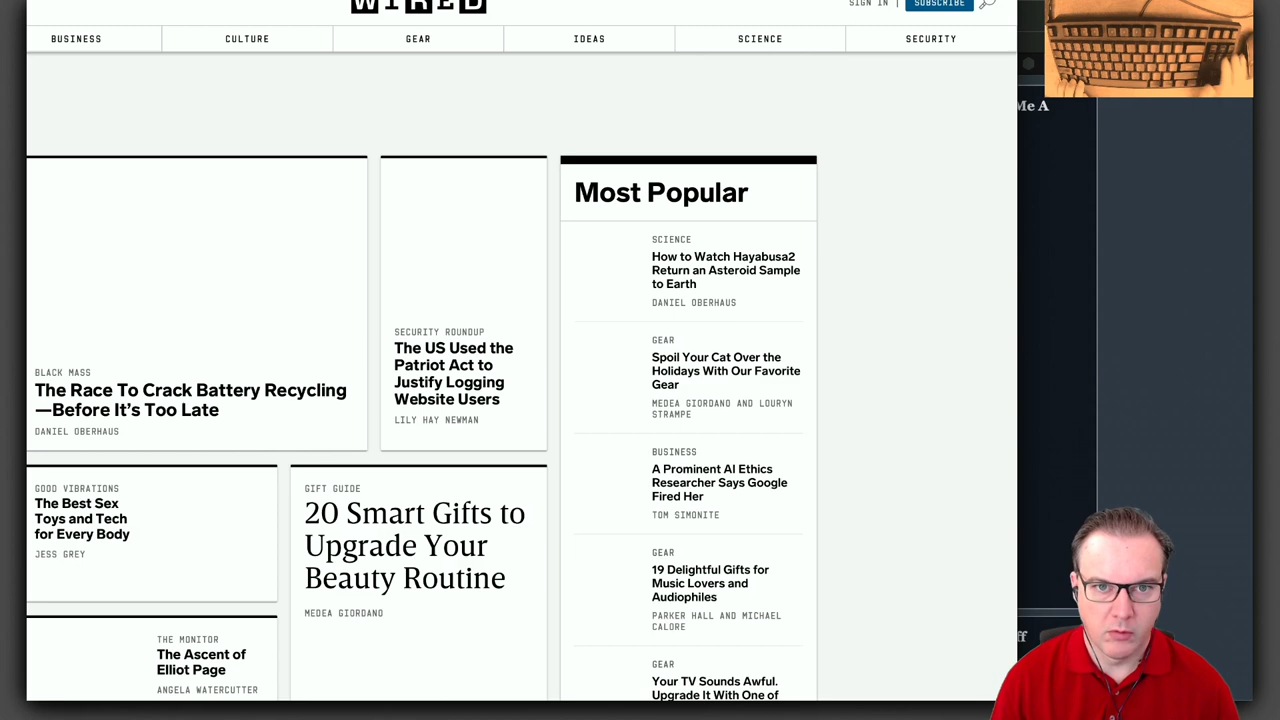 WIRED
SIGN IN |
SUBSCRIBE
BUSINESS
CULTURE
GEAR
IDEAS
SCIENCE
SECURITY
Me A
BLACK MASS
The Race To Crack Battery Recycling
—Before It’s Too Late
DANIEL OBERHAUS
SECURITY ROUNDUP
The US Used the
Patriot Act to
Justify Logging
Website Users
LILY HAY NEWMAN
GOOD VIBRATIONS
The Best Sex
Toys and Tech
for Every Body
JESS GREY
GIFT GUIDE
20 Smart Gifts to
Upgrade Your
Beauty Routine
MEDEA GIORDANO
THE MONITOR
The Ascent of
Elliot Page
ANGELA WATERCUTTER
Most Popular
SCIENCE
How to Watch Hayabusa2
Return an Asteroid Sample
to Earth
DANIEL OBERHAUS
GEAR
Spoil Your Cat Over the
Holidays With Our Favorite
Gear
MEDEA GIORDANO AND LOURYN
STRAMPE
BUSINESS
A Prominent AI Ethics
Researcher Says Google
Fired Her
TOM SIMONITE
GEAR
19 Delightful Gifts for
Music Lovers and
Audiophiles
PARKER HALL AND MICHAEL
CALORE
GEAR
Your TV Sounds Awful.
Upgrade It With One of